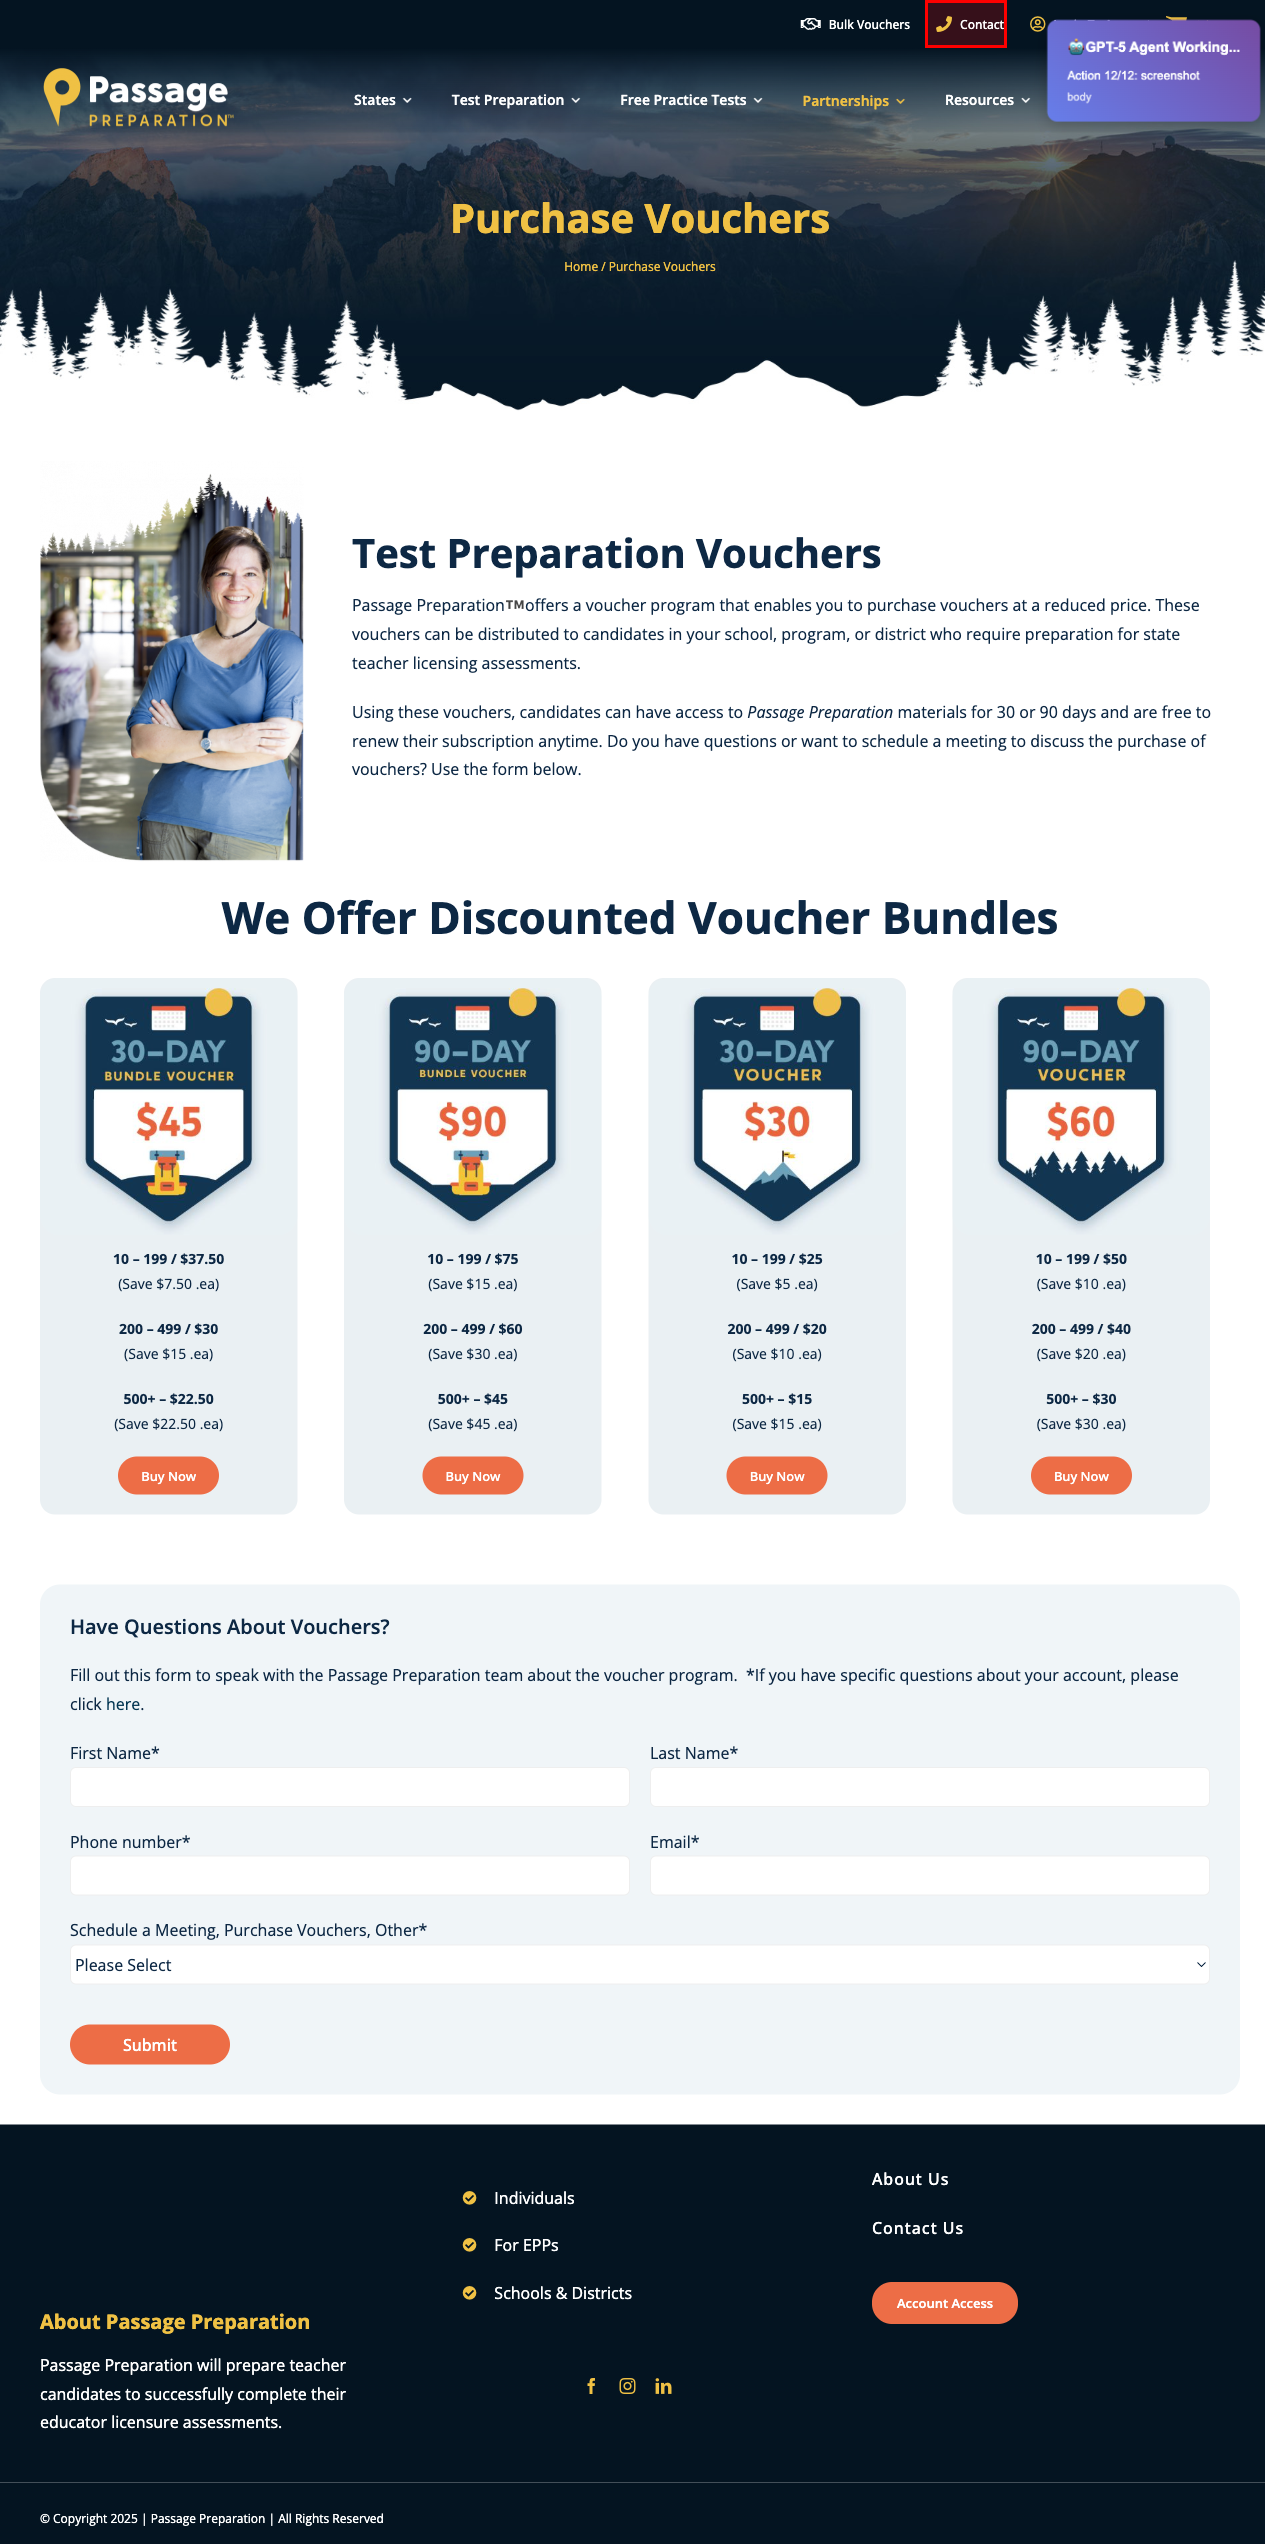 Bulk Vouchers
Contact
🤖GPT-5 Agent Working...
Action 12/12: screenshot
body
Passage
PREPARATION™
States
Test Preparation
Free Practice Tests
Partnerships
Resources
Purchase Vouchers
Home / Purchase Vouchers
Test Preparation Vouchers
Passage Preparation™offers a voucher program that enables you to purchase vouchers at a reduced price. These
vouchers can be distributed to candidates in your school, program, or district who require preparation for state
teacher licensing assessments.
Using these vouchers, candidates can have access to Passage Preparation materials for 30 or 90 days and are free to
renew their subscription anytime. Do you have questions or want to schedule a meeting to discuss the purchase of
vouchers? Use the form below.
We Offer Discounted Voucher Bundles
30-DAY
BUNDLE VOUCHER
$45
10 – 199 / $37.50
(Save $7.50 .ea)
200 – 499 / $30
(Save $15 .ea)
500+ – $22.50
(Save $22.50 .ea)
Buy Now
90-DAY
BUNDLE VOUCHER
$90
10 – 199 / $75
(Save $15 .ea)
200 – 499 / $60
(Save $30 .ea)
500+ – $45
(Save $45 .ea)
Buy Now
30-DAY
VOUCHER
$30
10 – 199 / $25
(Save $5 .ea)
200 – 499 / $20
(Save $10 .ea)
500+ – $15
(Save $15 .ea)
Buy Now
90-DAY
VOUCHER
$60
10 – 199 / $50
(Save $10 .ea)
200 – 499 / $40
(Save $20 .ea)
500+ – $30
(Save $30 .ea)
Buy Now
Have Questions About Vouchers?
Fill out this form to speak with the Passage Preparation team about the voucher program.  *If you have specific questions about your account, please
click here.
First Name*
Last Name*
Phone number*
Email*
Schedule a Meeting, Purchase Vouchers, Other*
Please Select
Submit
Individuals
For EPPs
Schools & Districts
About Us
Contact Us
Account Access
About Passage Preparation
Passage Preparation will prepare teacher
candidates to successfully complete their
educator licensure assessments.
© Copyright 2025 | Passage Preparation | All Rights Reserved